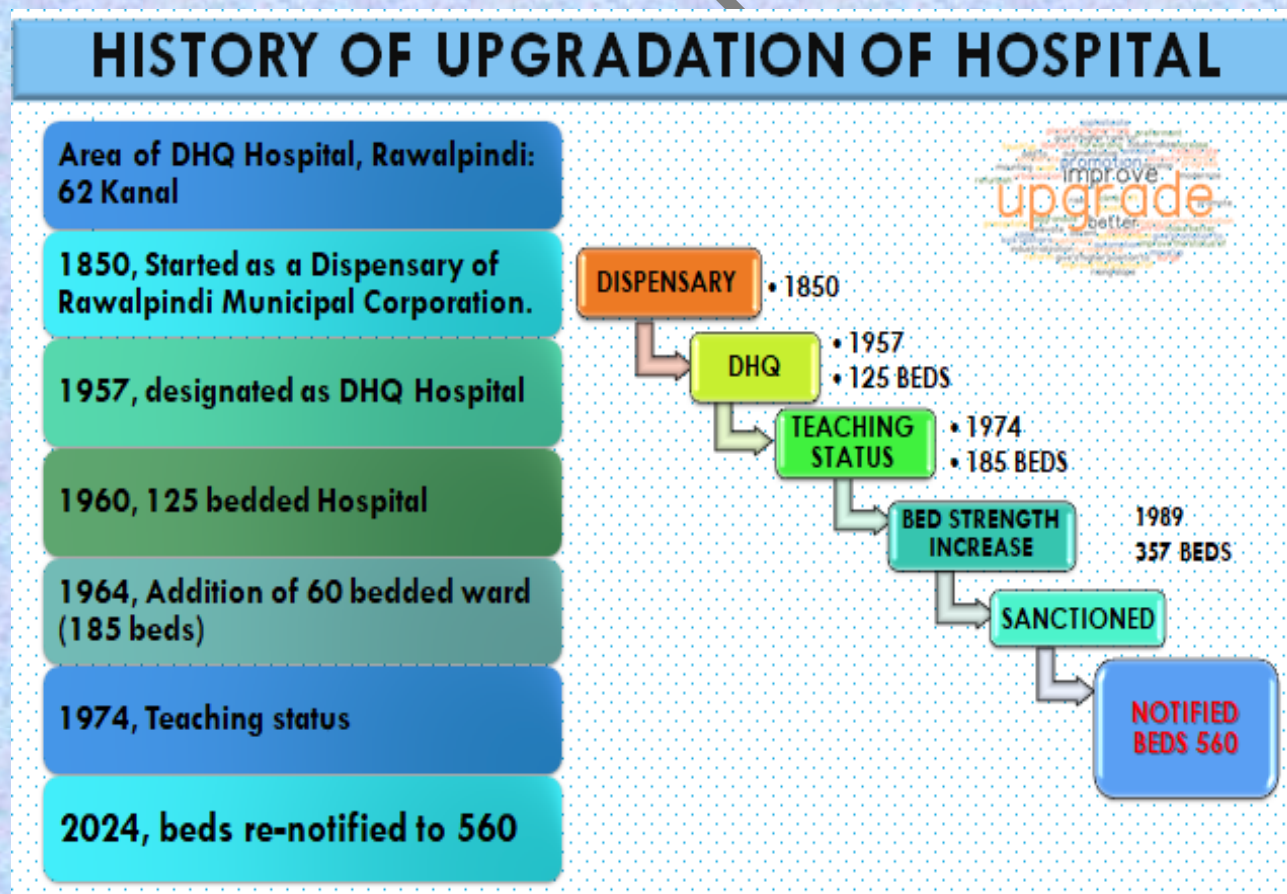 HISTORY OF UPGRADATION OF HOSPITAL
Area of DHQ Hospital, Rawalpindi:
62 Kanal
1850, Started as a Dispensary of
Rawalpindi Municipal Corporation.
1957, designated as DHQ Hospital
1960, 125 bedded Hospital
1964, Addition of 60 bedded ward
(185 beds)
1974, Teaching status
2024, beds re-notified to 560
promotion
improve
upgrade
better
DISPENSARY
• 1850
DHQ
• 1957
• 125 BEDS
TEACHING
STATUS
• 1974
• 185 BEDS
BED STRENGTH
INCREASE
1989
357 BEDS
SANCTIONED
NOTIFIED
BEDS 560